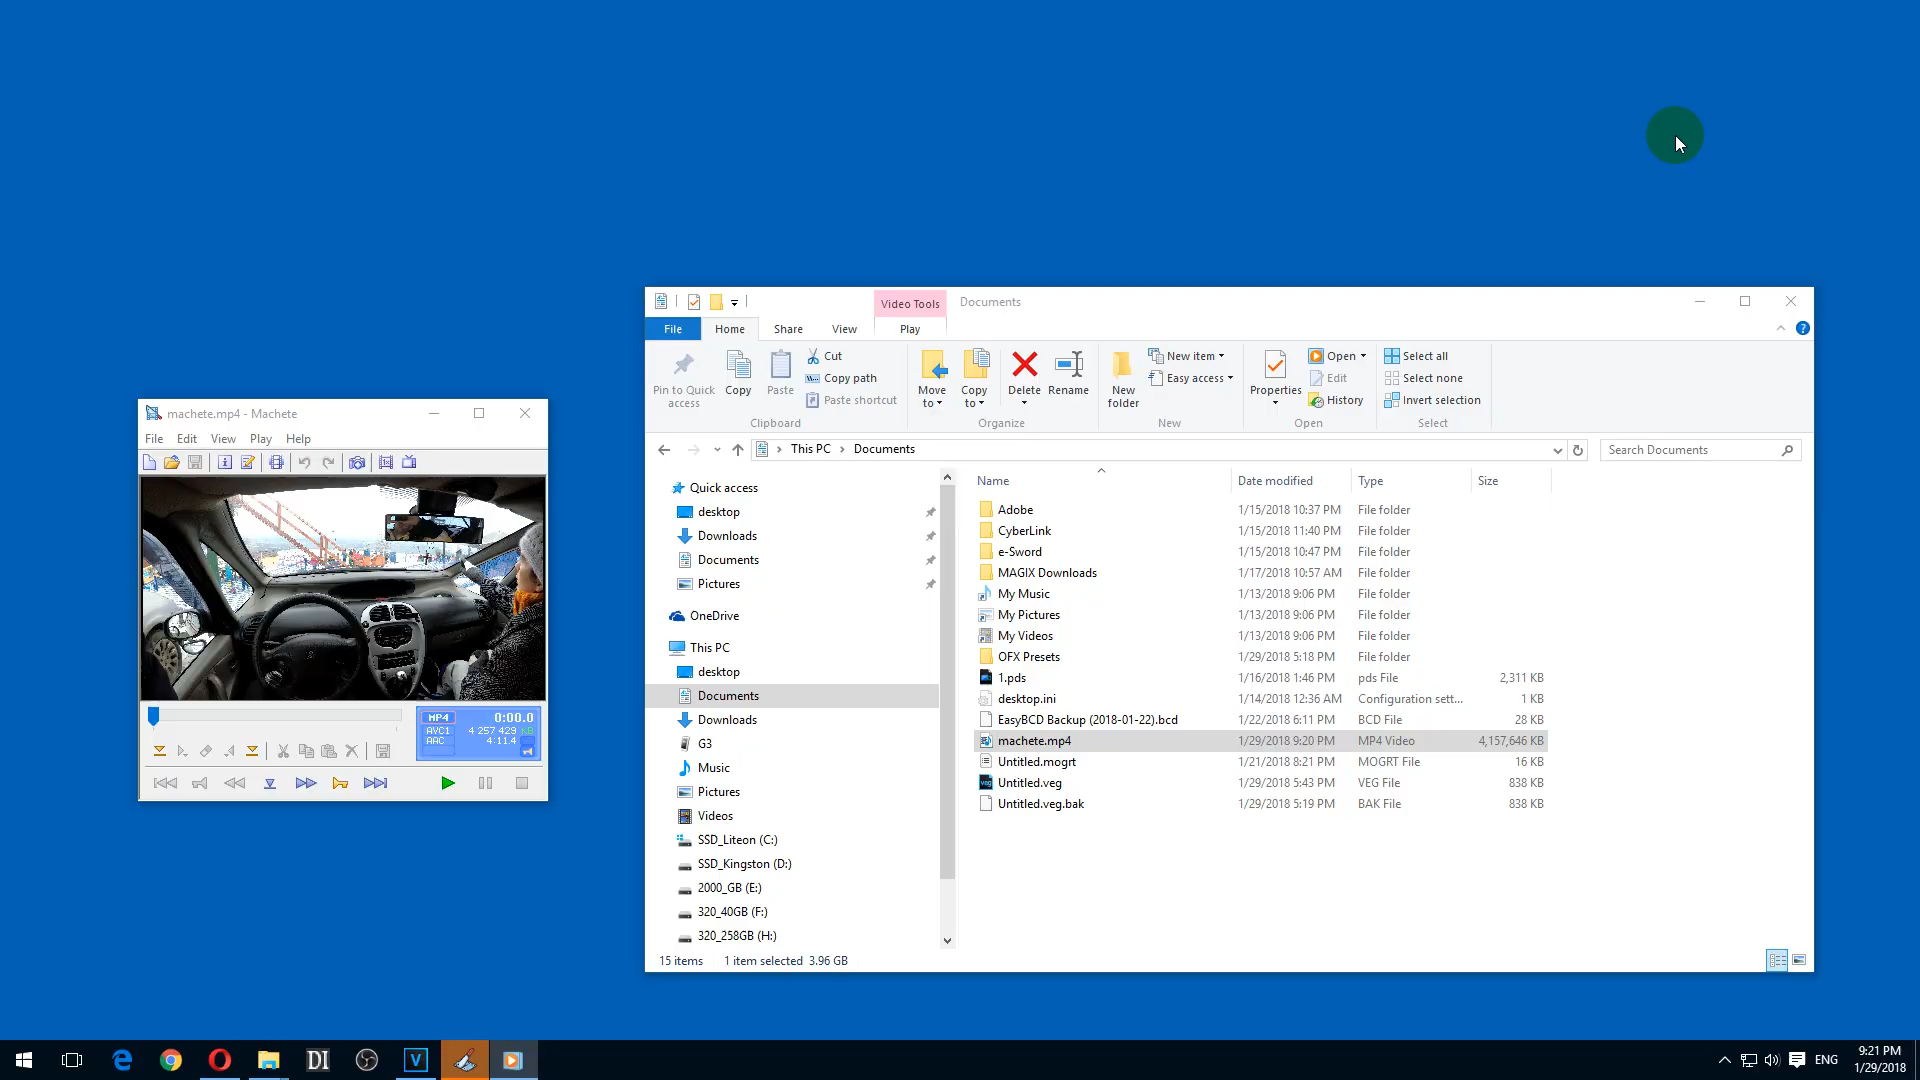 machete.mp4 - Machete
File Edit View Play Help
MP4 0:00.0
AVC1 4 257 429 KB
AAC 4:11.4
Video Tools Documents
File Home Share View Play
Pin to Quick access
Copy
Paste
Cut
Copy path
Paste shortcut
Clipboard
Move to
Copy to
Delete
Rename
Organize
New folder
New item
Easy access
New
Properties
Open
Edit
History
Open
Select all
Select none
Invert selection
Select
This PC Documents
Search Documents
Quick access
desktop
Downloads
Documents
Pictures
OneDrive
This PC
desktop
Documents
Downloads
G3
Music
Pictures
Videos
SSD_Liteon (C:)
SSD_Kingston (D:)
2000_GB (E:)
320_40GB (F:)
320_258GB (H:)
Name Date modified Type Size
Adobe 1/15/2018 10:37 PM File folder
CyberLink 1/15/2018 11:40 PM File folder
e-Sword 1/15/2018 10:47 PM File folder
MAGIX Downloads 1/17/2018 10:57 AM File folder
My Music 1/13/2018 9:06 PM File folder
My Pictures 1/13/2018 9:06 PM File folder
My Videos 1/13/2018 9:06 PM File folder
OFX Presets 1/29/2018 5:18 PM File folder
1.pds 1/16/2018 1:46 PM pds File 2,311 KB
desktop.ini 1/14/2018 12:36 AM Configuration sett... 1 KB
EasyBCD Backup (2018-01-22).bcd 1/22/2018 6:11 PM BCD File 28 KB
machete.mp4 1/29/2018 9:20 PM MP4 Video 4,157,646 KB
Untitled.mogrt 1/21/2018 8:21 PM MOGRT File 16 KB
Untitled.veg 1/29/2018 5:43 PM VEG File 838 KB
Untitled.veg.bak 1/29/2018 5:19 PM BAK File 838 KB
15 items 1 item selected 3.96 GB
DI
V
ENG
9:21 PM
1/29/2018